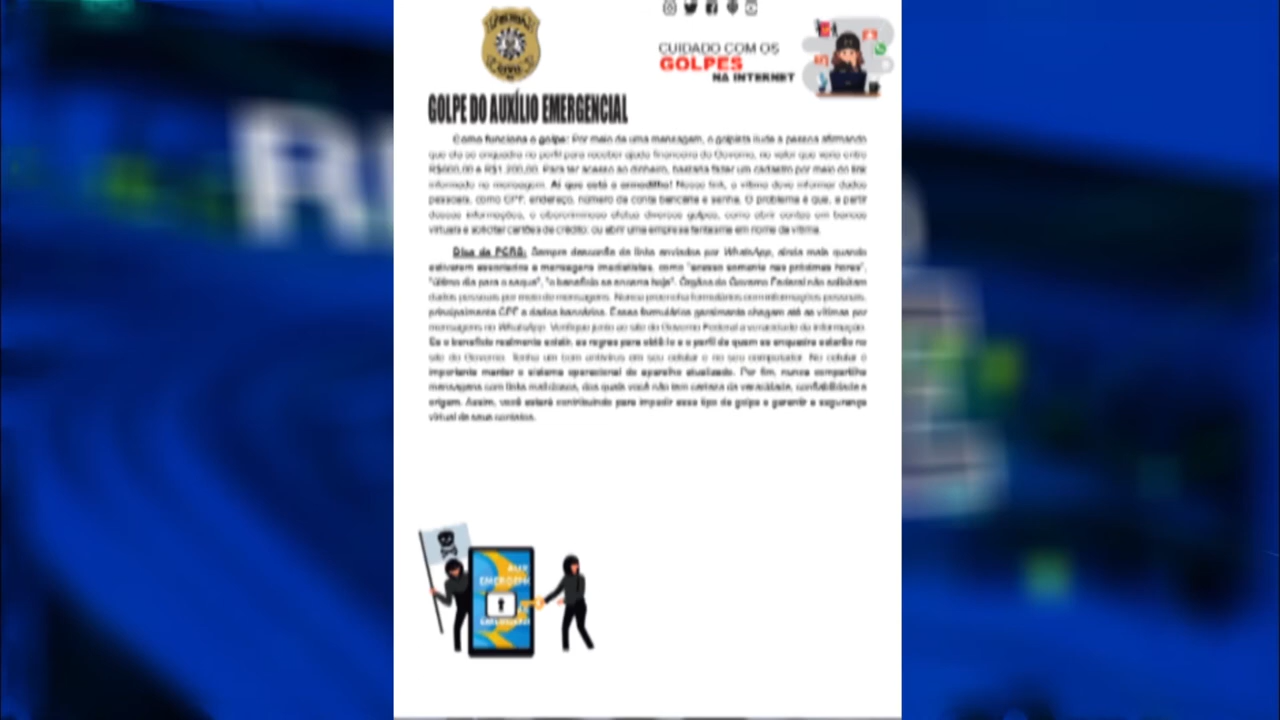 CUIDADO COM OS
GOLPES
NA INTERNET
GOLPE DO AUXÍLIO EMERGENCIAL
Como funciona o golpe: Por meio de uma mensagem, o golpista ilude a pessoa afirmando
que ela se enquadra no perfil para receber ajuda financeira do Governo, no valor que varia entre
R$600,00 e R$1.200,00. Para ter acesso ao dinheiro, bastaria fazer um cadastro por meio do link
informado na mensagem. Aí que está a armadilha! Nesse link, a vítima deve informar dados
pessoais, como CPF, endereço, número da conta bancária e senha. O problema é que, a partir
dessas informações, o cibercriminoso efetua diversos golpes, como abrir contas em bancos
virtuais e solicitar cartões de crédito, ou abrir uma empresa fantasma em nome da vítima.
Dica da PCRS: Sempre desconfie de links enviados por WhatsApp, ainda mais quando
estiverem associados a mensagens imediatistas, como "acesse somente nas próximas horas",
"último dia para o saque", "o benefício se encerra hoje". Órgãos do Governo Federal não solicitam
dados pessoais por meio de mensagens. Nunca preencha formulários com informações pessoais,
principalmente CPF e dados bancários. Esses formulários geralmente chegam até as vítimas por
mensagens no WhatsApp. Verifique junto ao site do Governo Federal a veracidade da informação.
Se o benefício realmente existir, as regras para obtê-lo e o perfil de quem se enquadra estarão no
site do Governo. Tenha um bom antivírus em seu celular e no seu computador. No celular é
importante manter o sistema operacional do aparelho atualizado. Por fim, nunca compartilhe
mensagens com links maliciosos, dos quais você não tem certeza da veracidade, confiabilidade e
origem. Assim, você estará contribuindo para impedir esse tipo de golpe e garantir a segurança
virtual de seus contatos.